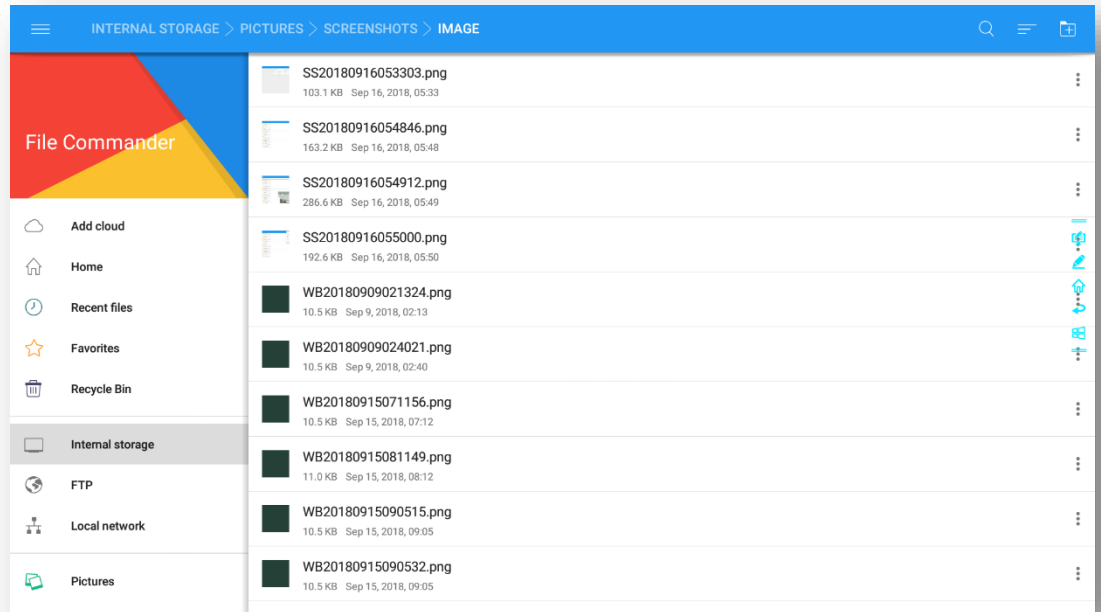 INTERNAL STORAGE > PICTURES > SCREENSHOTS > IMAGE
File Commander
Add cloud
Home
Recent files
Favorites
Recycle Bin
Internal storage
FTP
Local network
Pictures
SS20180916053303.png
103.1 KB Sep 16, 2018, 05:33
SS20180916054846.png
163.2 KB Sep 16, 2018, 05:48
SS20180916054912.png
286.6 KB Sep 16, 2018, 05:49
SS20180916055000.png
192.6 KB Sep 16, 2018, 05:50
WB20180909021324.png
10.5 KB Sep 9, 2018, 02:13
WB20180909024021.png
10.5 KB Sep 9, 2018, 02:40
WB20180915071156.png
10.5 KB Sep 15, 2018, 07:12
WB20180915081149.png
11.0 KB Sep 15, 2018, 08:12
WB20180915090515.png
10.5 KB Sep 15, 2018, 09:05
WB20180915090532.png
10.5 KB Sep 15, 2018, 09:05